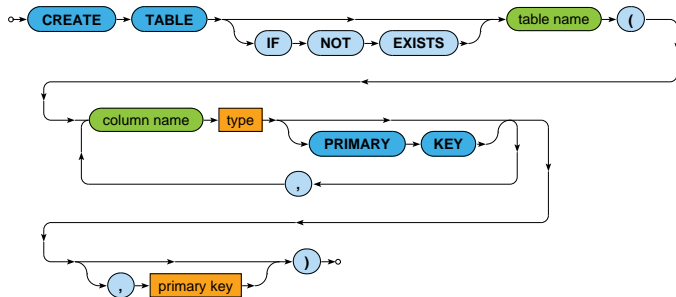 CREATE TABLE table name (
IF NOT EXISTS
column name type
PRIMARY KEY
,
)
, primary key